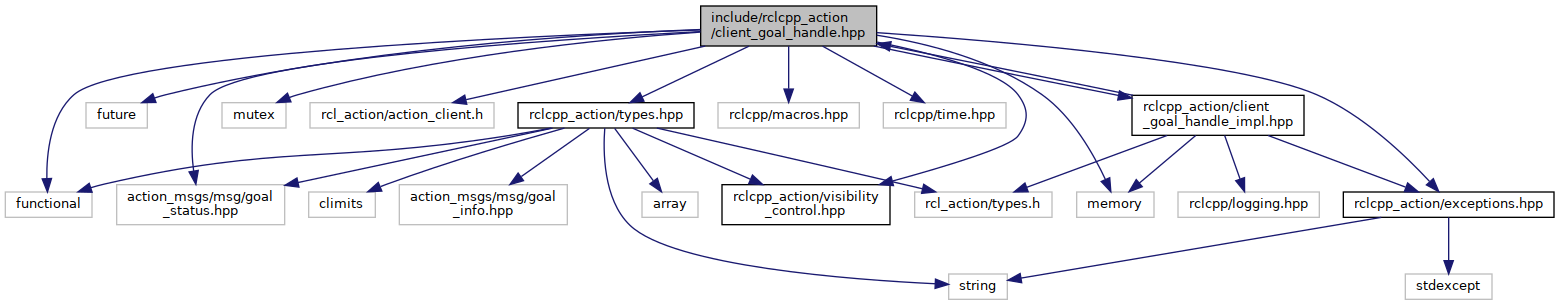 include/rclcpp_action
/client_goal_handle.hpp
future
mutex
rcl_action/action_client.h
rclcpp_action/types.hpp
rclcpp/macros.hpp
rclcpp/time.hpp
rclcpp_action/client
_goal_handle_impl.hpp
functional
action_msgs/msg/goal
_status.hpp
climits
action_msgs/msg/goal
_info.hpp
array
rclcpp_action/visibility
_control.hpp
rcl_action/types.h
memory
rclcpp/logging.hpp
rclcpp_action/exceptions.hpp
string
stdexcept